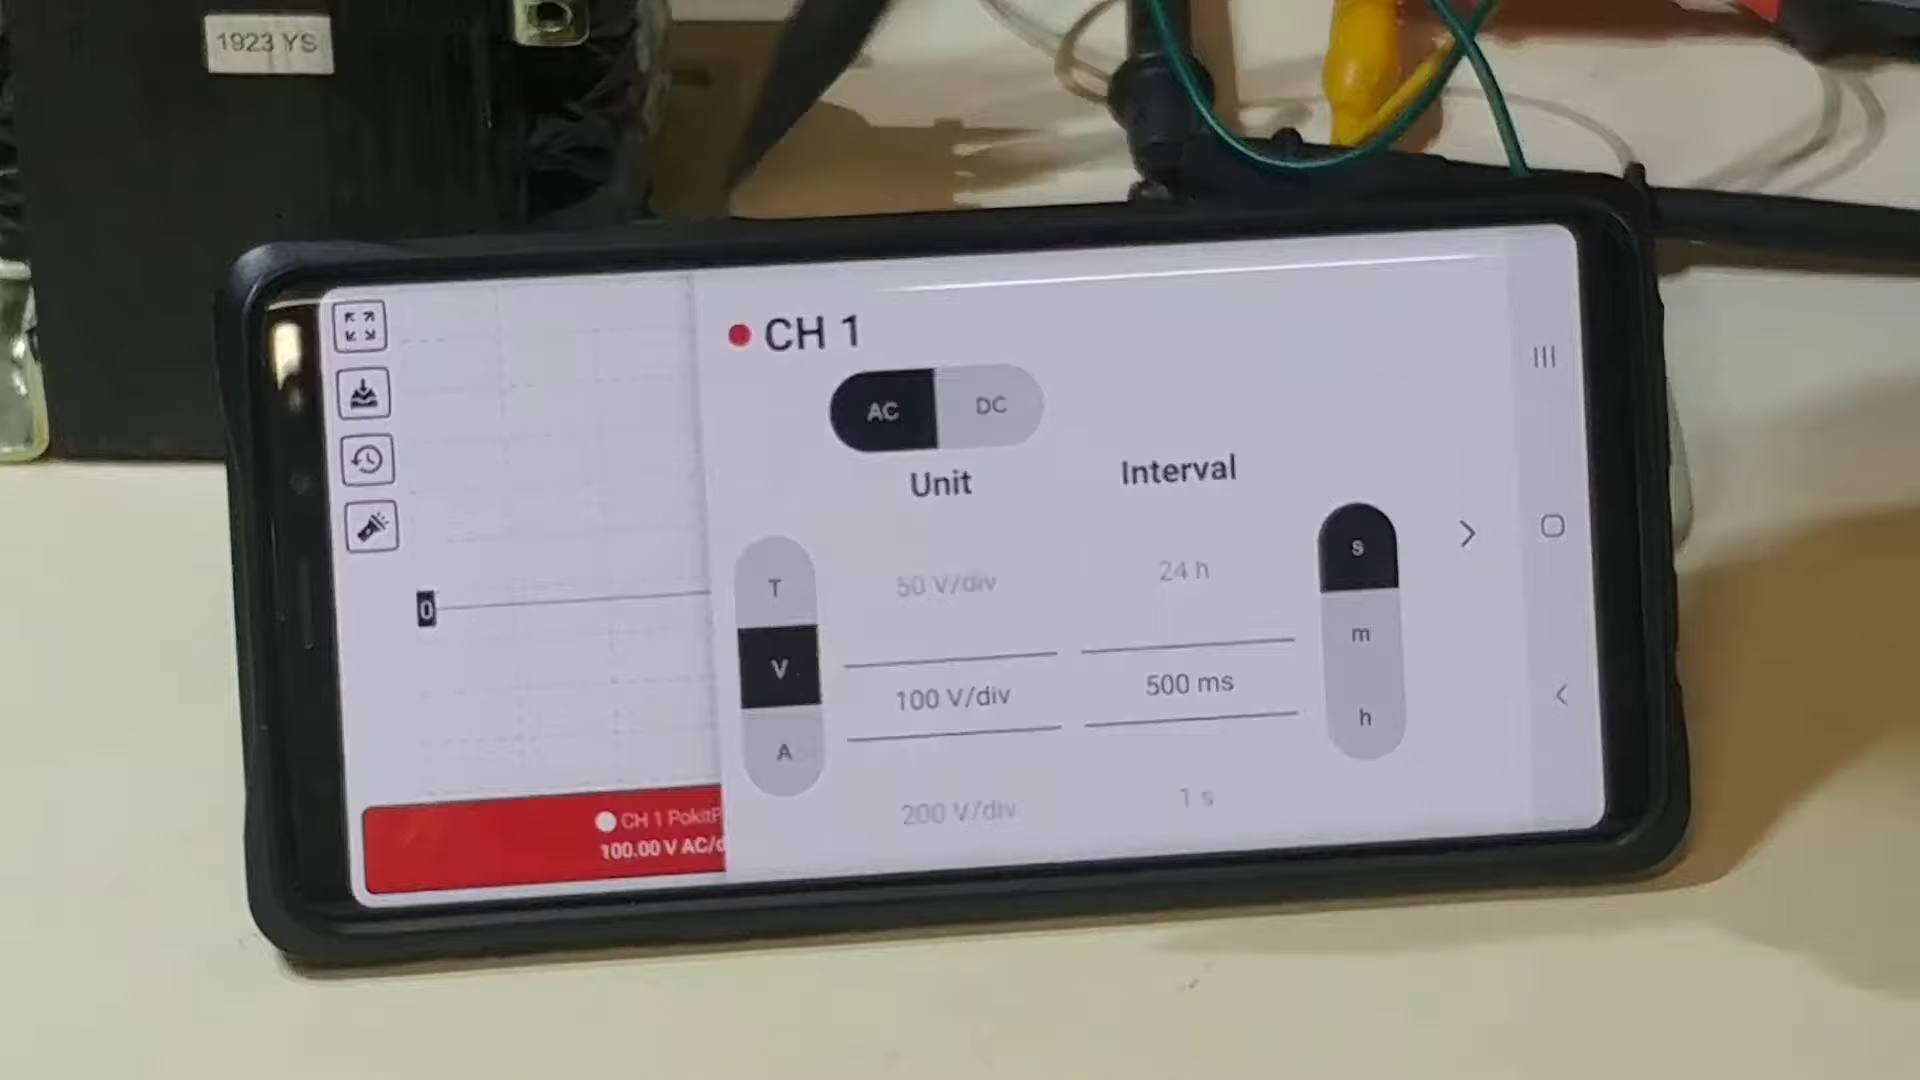 1923 YS
CH 1
AC DC
Unit Interval
T
V
A
50 V/div 24 h
100 V/div 500 ms
200 V/div 1 s
s
m
h
0
CH 1 PokitP
100.00 V AC/d